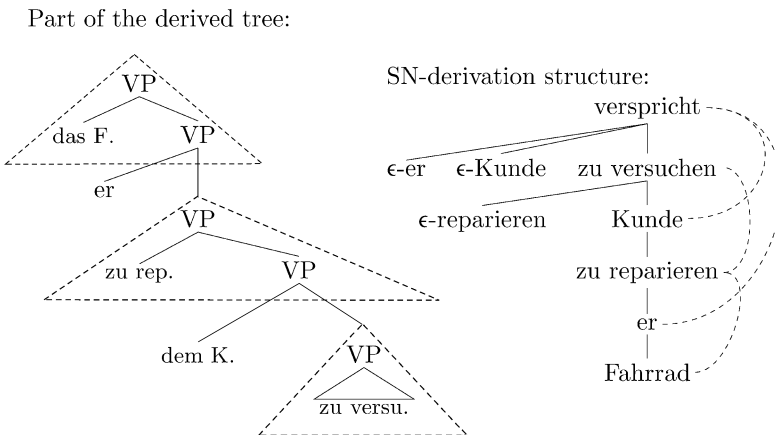 Part of the derived tree:
VP
das F.
VP
er
VP
zu rep.
VP
dem K.
VP
zu versu.
SN-derivation structure:
verspricht
ϵ-er ϵ-Kunde zu versuchen
ϵ-reparieren Kunde
zu reparieren
er
Fahrrad